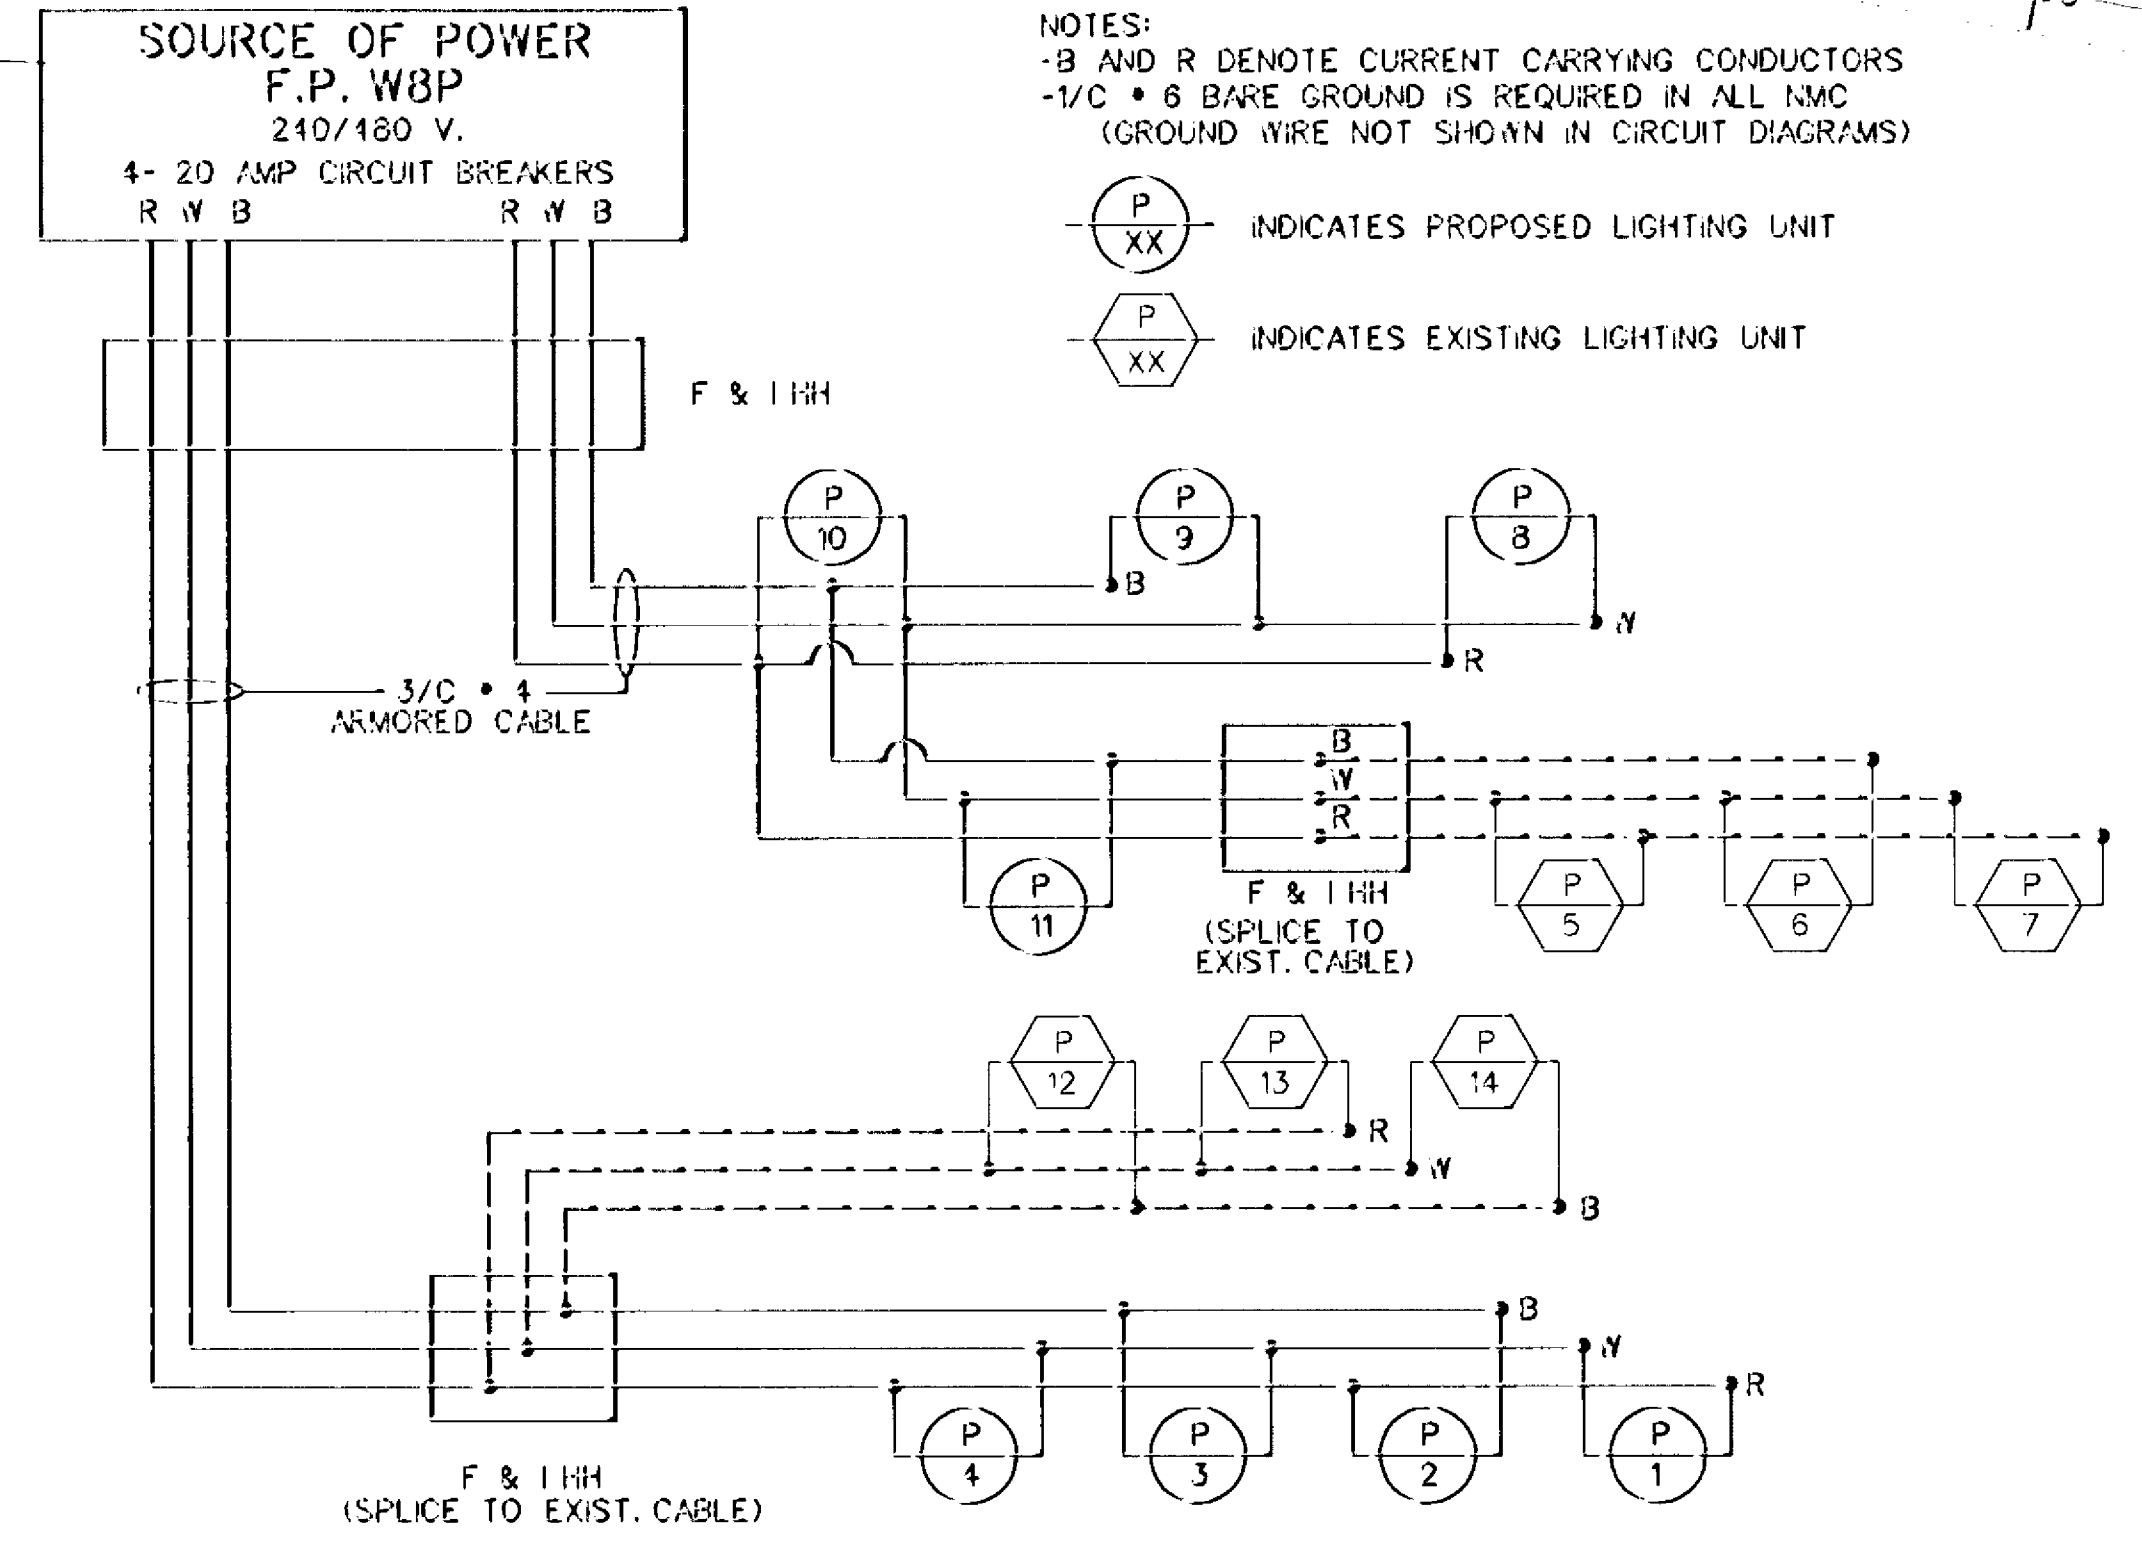 SOURCE OF POWER
F.P. W8P
240/480 V.
4- 20 AMP CIRCUIT BREAKERS
R W B
R W B
NOTES:
-B AND R DENOTE CURRENT CARRYING CONDUCTORS
-1/C • 6 BARE GROUND IS REQUIRED IN ALL NMC
(GROUND WIRE NOT SHOWN IN CIRCUIT DIAGRAMS)
P
XX
INDICATES PROPOSED LIGHTING UNIT
P
XX
INDICATES EXISTING LIGHTING UNIT
F & I HH
P
10
P
9
P
8
B
W
R
3/C • 4
ARMORED CABLE
B
W
R
P
11
F & I HH
(SPLICE TO
EXIST. CABLE)
P
5
P
6
P
7
P
12
P
13
P
14
R
W
B
B
W
R
P
4
P
3
P
2
P
1
F & I HH
(SPLICE TO EXIST. CABLE)